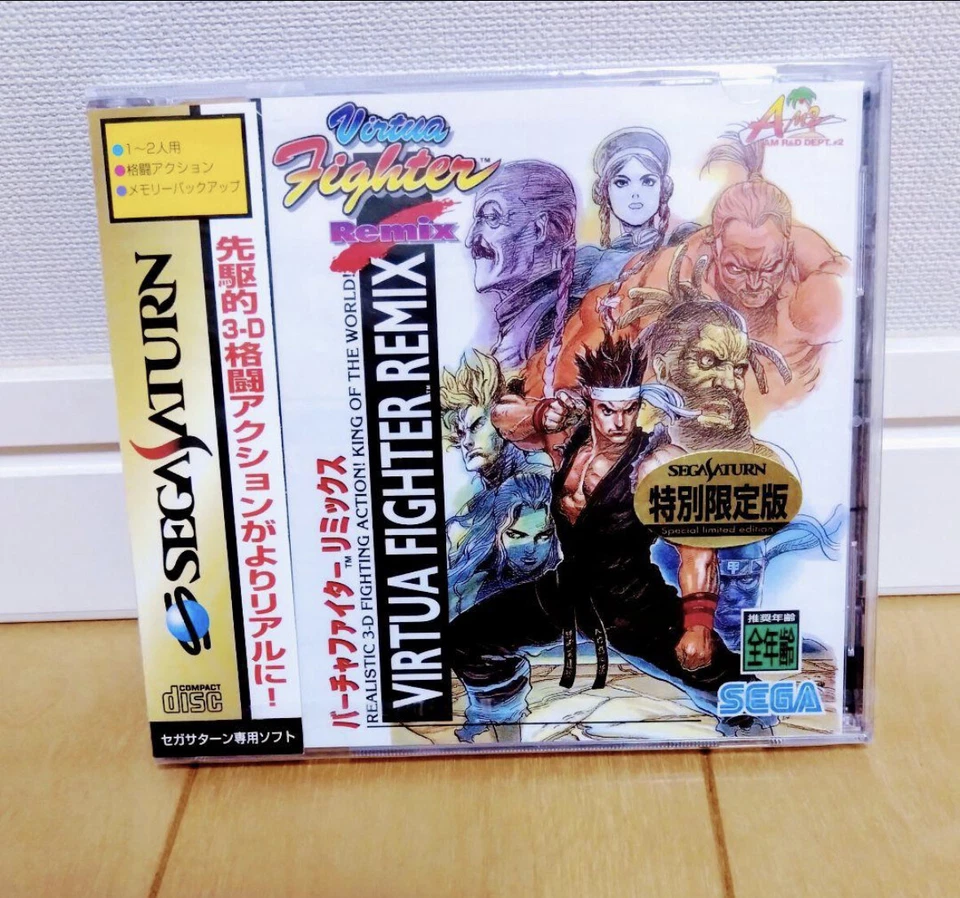 1〜2人用
格闘アクション
メモリーバックアップ
SEGA SATURN
COMPACT
disc
セガサターン専用ソフト
先駆的3-D格闘アクションがよりリアルに!
Virtua
Fighter™
Remix
バーチャファイター™リミックス
REALISTIC 3-D FIGHTING ACTION! KING OF THE WORLD!
VIRTUA FIGHTER REMIX™
AM2
AM R&D DEPT.#2
SEGA SATURN
特別限定版
Special limited edition
甲
推奨年齢
全年齢
SEGA